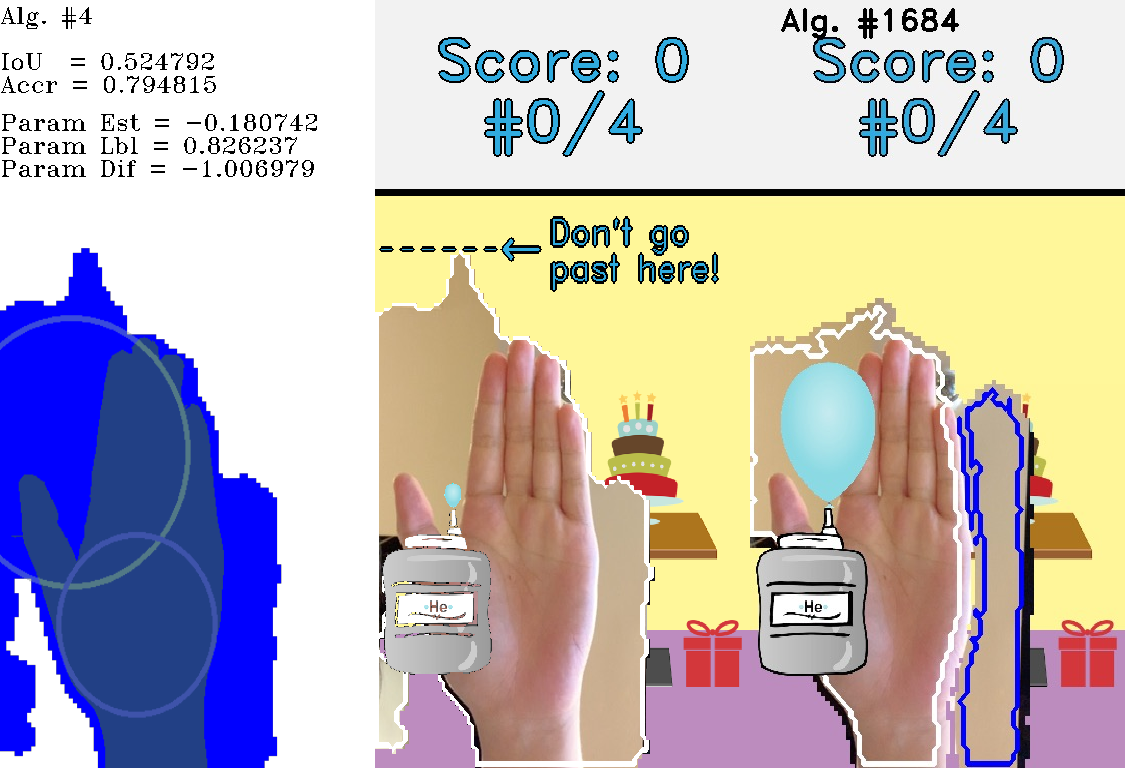 Alg. #4
IoU = 0.524792
Accr = 0.794815
Param Est = −0.180742
Param Lbl = 0.826237
Param Dif = −1.006979
Score: 0
#0/4
Don't go
past here!
He
Alg. #1684
Score: 0
#0/4
He